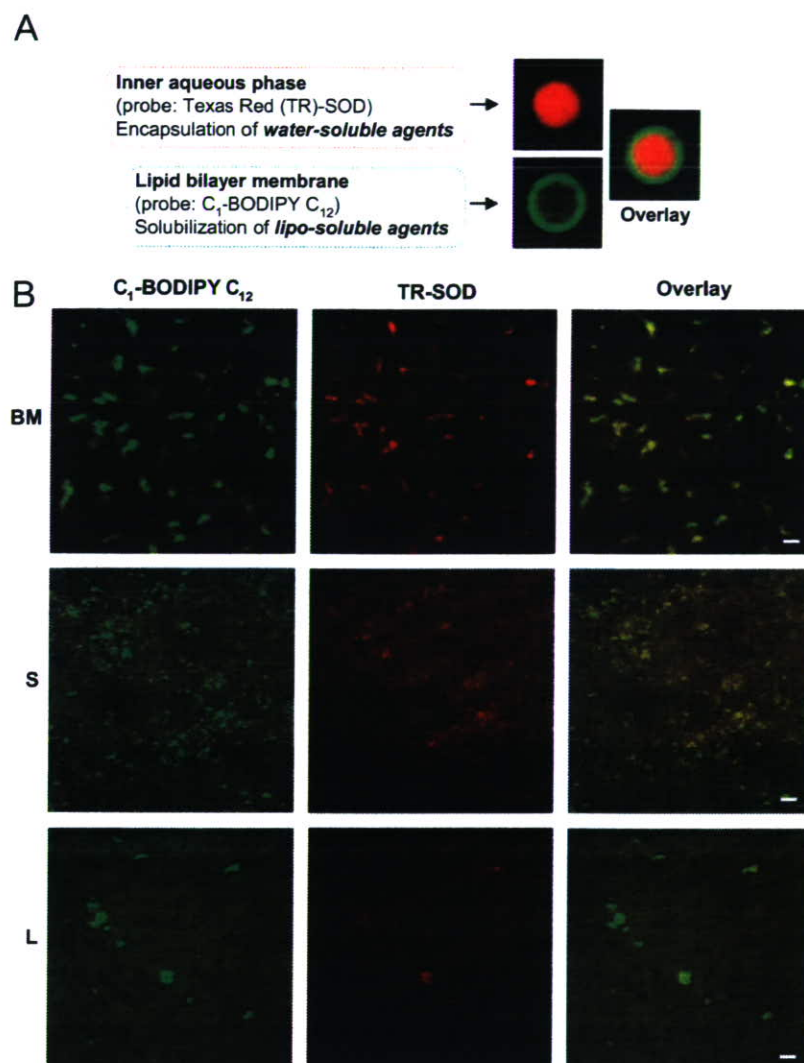 A
Inner aqueous phase
(probe: Texas Red (TR)-SOD)
Encapsulation of water-soluble agents
Lipid bilayer membrane
(probe: C₁-BODIPY C₁₂)
Solubilization of lipo-soluble agents
Overlay
B
C₁-BODIPY C₁₂ TR-SOD Overlay
BM
S
L